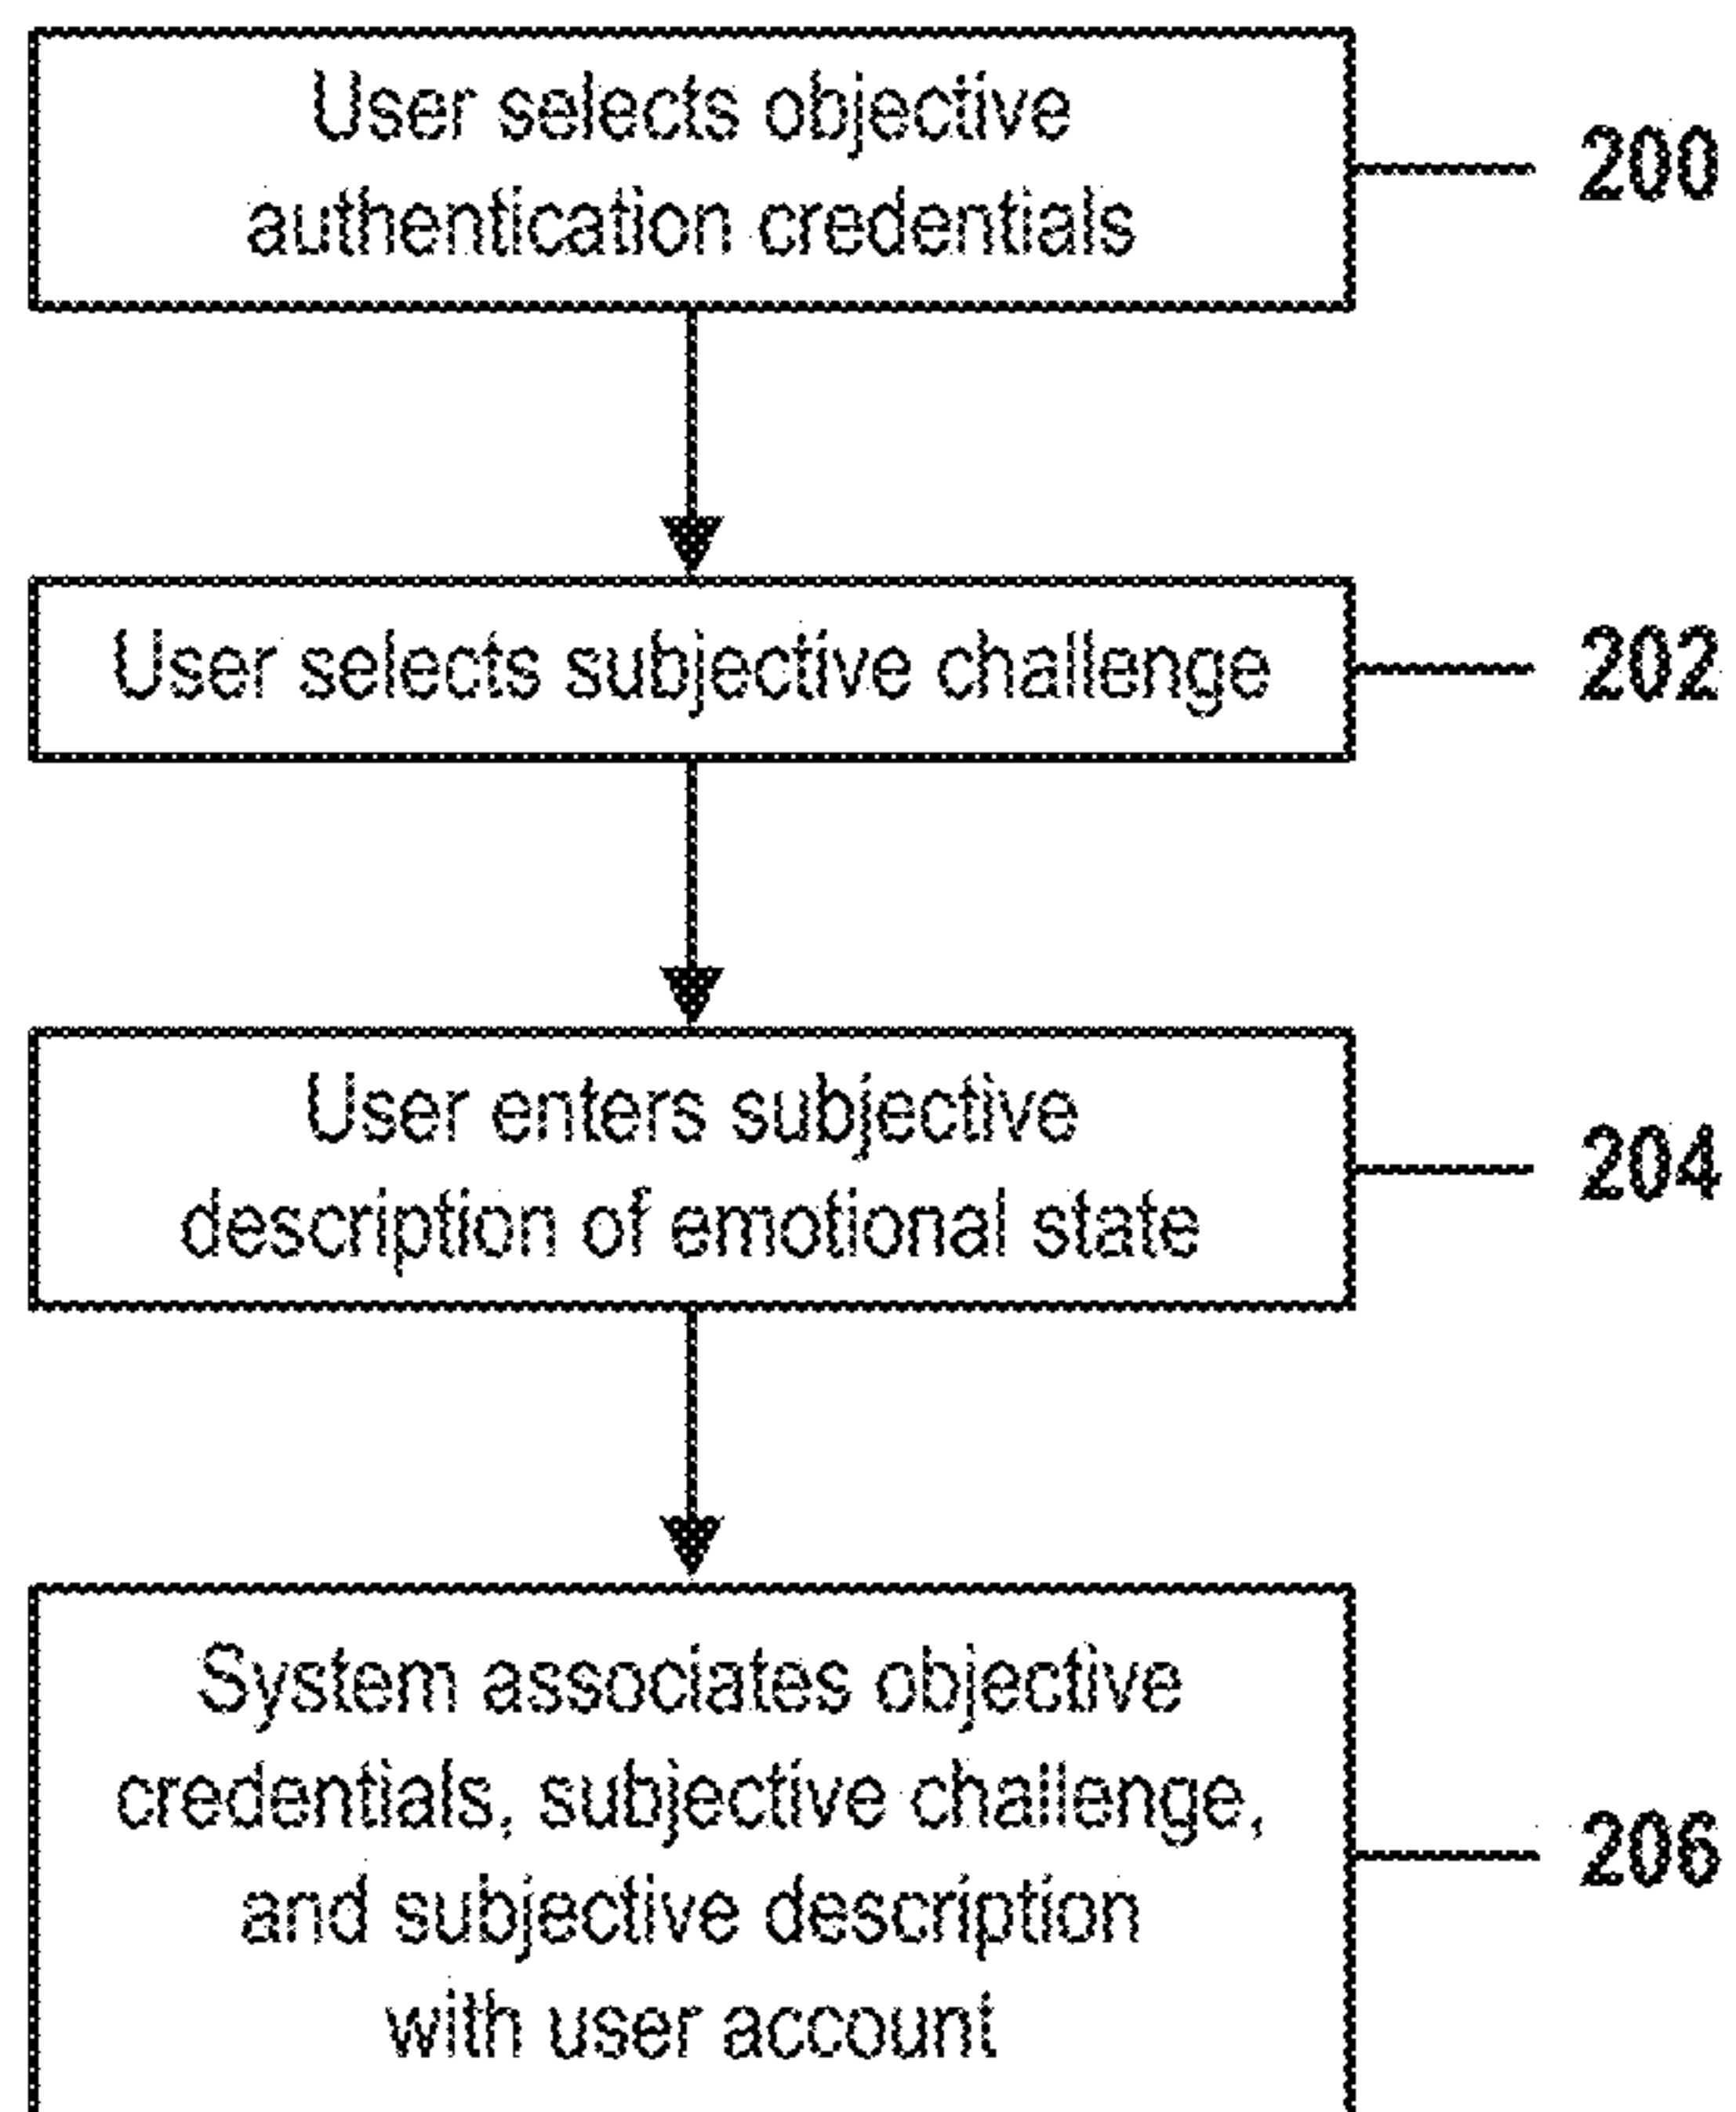 User selects objective
authentication credentials
200
User selects subjective challenge
202
User enters subjective
description of emotional state
204
System associates objective
credentials, subjective challenge,
and subjective description
with user account
206